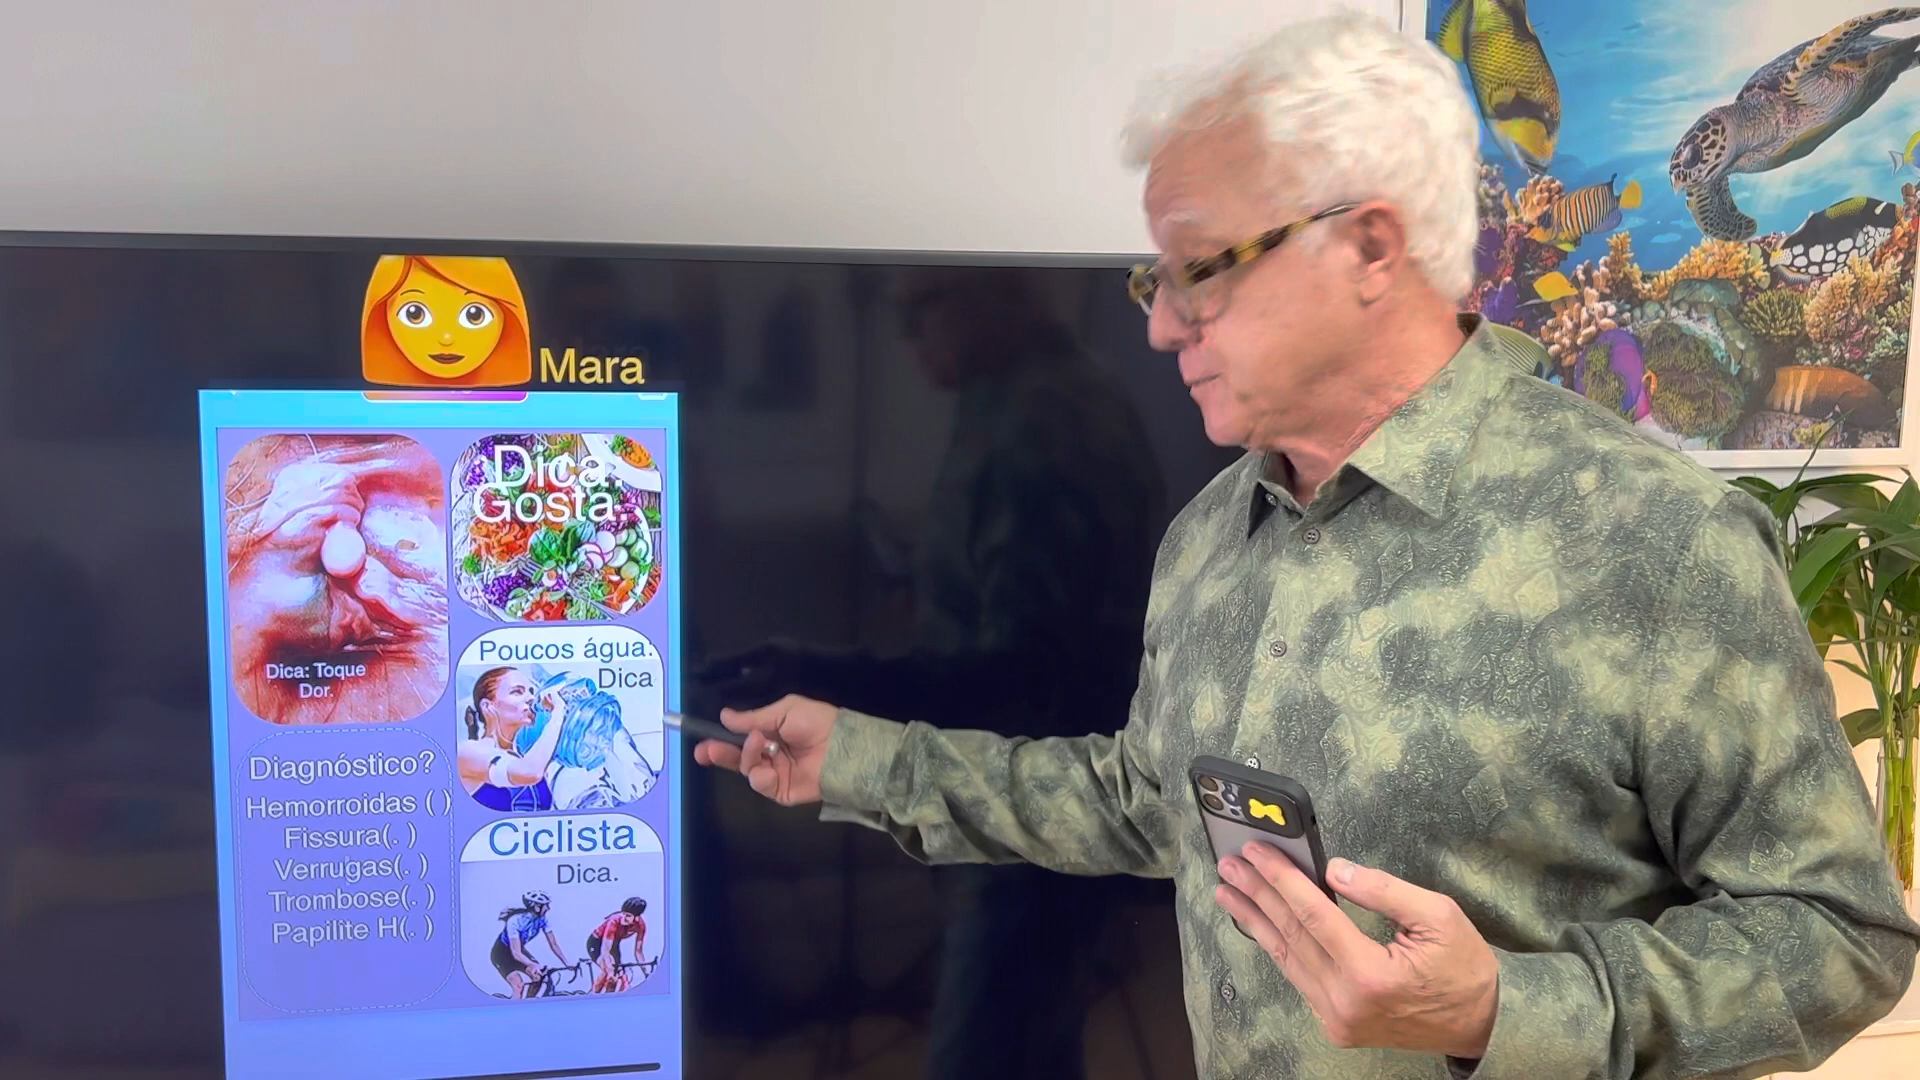 Mara
Dica:
Gosta.
Poucos água:
Dica
Dica: Toque
Dor.
Diagnóstico?
Hemorroidas ( )
Fissura(. )
Verrugas(. )
Trombose(. )
Papilite H(. )
Ciclista
Dica.